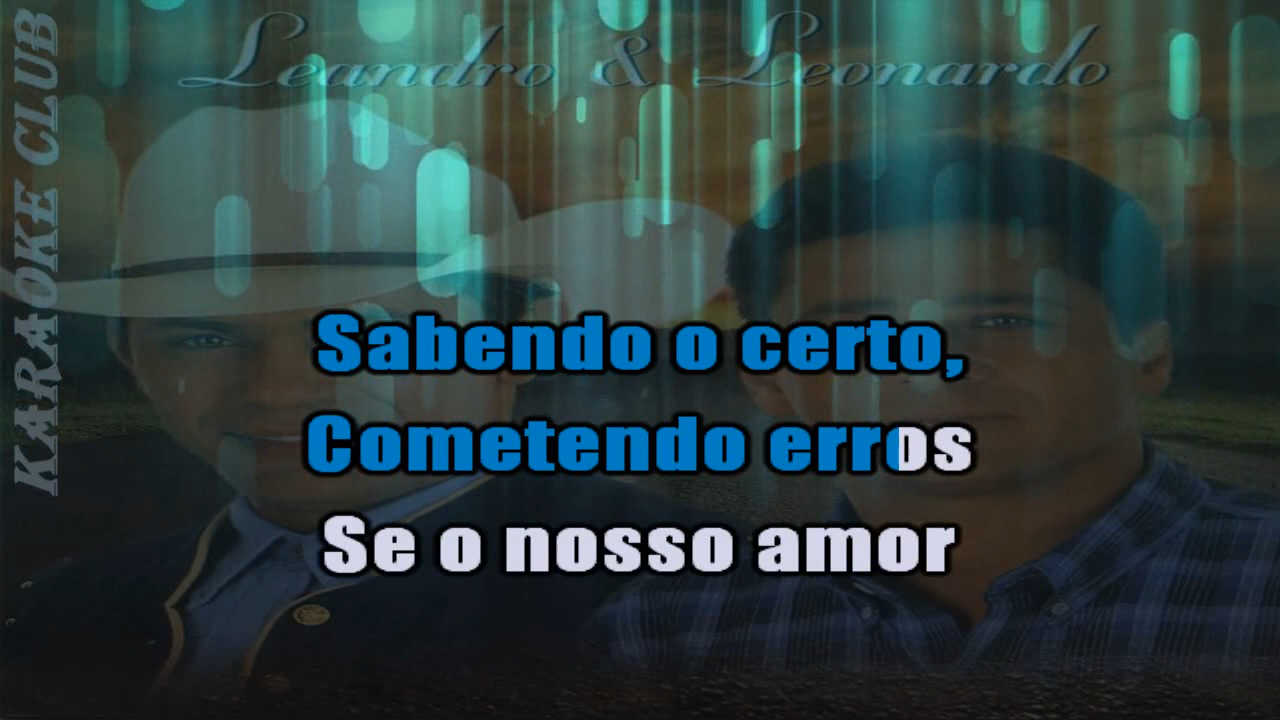 Leandro & Leonardo
KARAOKE CLUB
Sabendo o certo,
Cometendo erros
Se o nosso amor